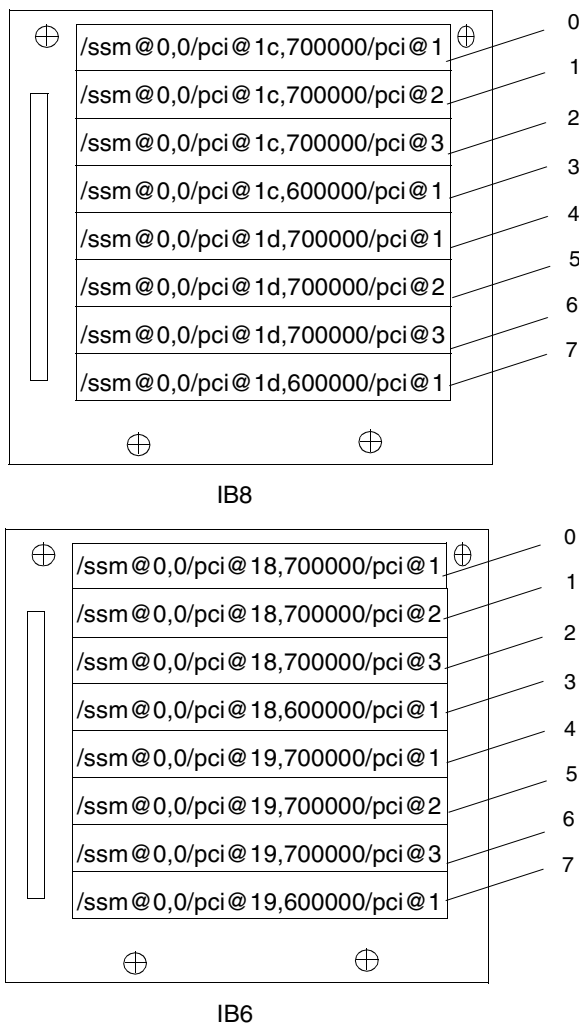 /ssm@0,0/pci@1c,700000/pci@1 0
/ssm@0,0/pci@1c,700000/pci@2 1
/ssm@0,0/pci@1c,700000/pci@3 2
/ssm@0,0/pci@1c,600000/pci@1 3
/ssm@0,0/pci@1d,700000/pci@1 4
/ssm@0,0/pci@1d,700000/pci@2 5
/ssm@0,0/pci@1d,700000/pci@3 6
/ssm@0,0/pci@1d,600000/pci@1 7
IB8
/ssm@0,0/pci@18,700000/pci@1 0
/ssm@0,0/pci@18,700000/pci@2 1
/ssm@0,0/pci@18,700000/pci@3 2
/ssm@0,0/pci@18,600000/pci@1 3
/ssm@0,0/pci@19,700000/pci@1 4
/ssm@0,0/pci@19,700000/pci@2 5
/ssm@0,0/pci@19,700000/pci@3 6
/ssm@0,0/pci@19,600000/pci@1 7
IB6